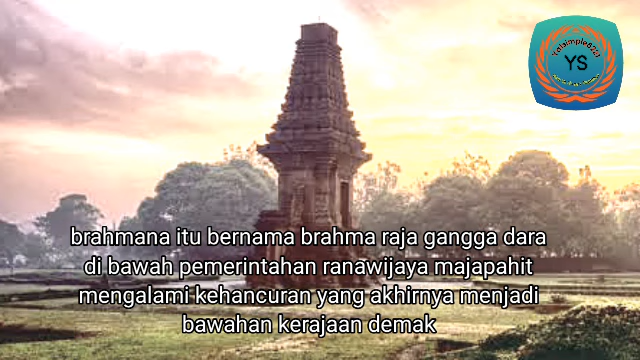 Yolsimple82id
YS
brahmana itu bernama brahma raja gangga dara
di bawah pemerintahan ranawijaya majapahit
mengalami kehancuran yang akhirnya menjadi
bawahan kerajaan demak